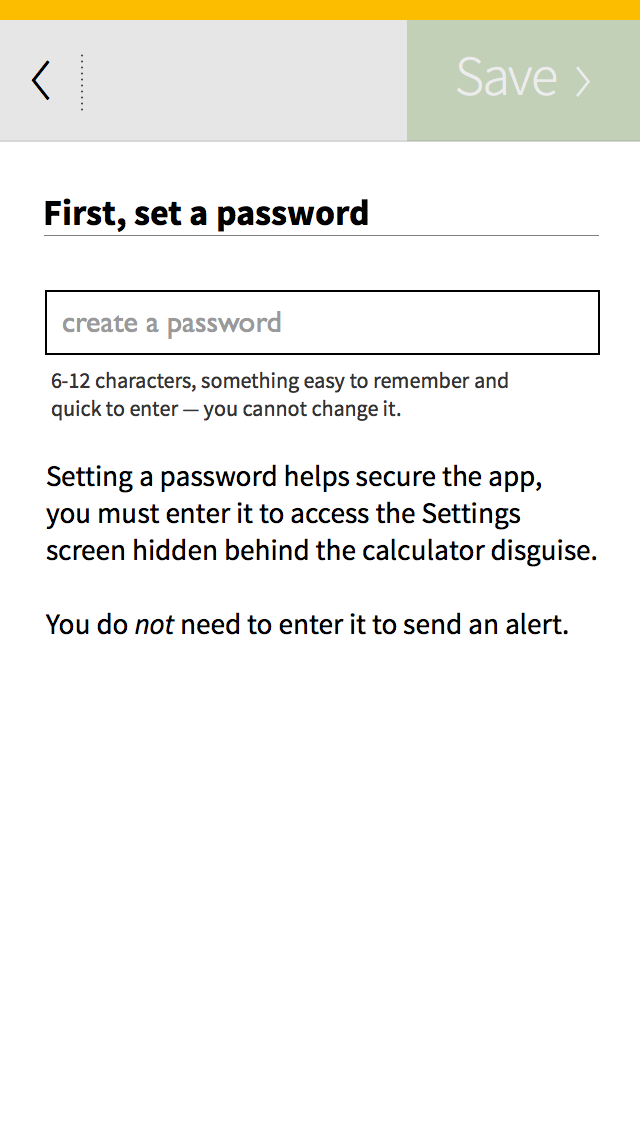 Save
First, set a password
create a password
6-12 characters, something easy to remember and
quick to enter — you cannot change it.
Setting a password helps secure the app,
you must enter it to access the Settings
screen hidden behind the calculator disguise.
You do not need to enter it to send an alert.